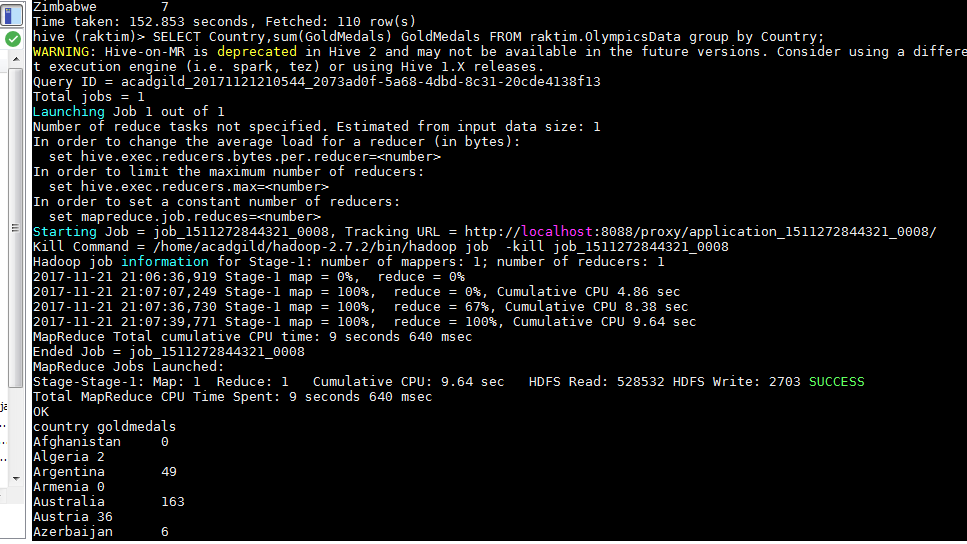 Zimbabwe        7
Time taken: 152.853 seconds, Fetched: 110 row(s)
hive (raktim)> SELECT Country,sum(GoldMedals) GoldMedals FROM raktim.OlympicsData group by Country;
WARNING: Hive-on-MR is deprecated in Hive 2 and may not be available in the future versions. Consider using a differen
t execution engine (i.e. spark, tez) or using Hive 1.X releases.
Query ID = acadgild_20171121210544_2073ad0f-5a68-4dbd-8c31-20cde4138f13
Total jobs = 1
Launching Job 1 out of 1
Number of reduce tasks not specified. Estimated from input data size: 1
In order to change the average load for a reducer (in bytes):
  set hive.exec.reducers.bytes.per.reducer=<number>
In order to limit the maximum number of reducers:
  set hive.exec.reducers.max=<number>
In order to set a constant number of reducers:
  set mapreduce.job.reduces=<number>
Starting Job = job_1511272844321_0008, Tracking URL = http://localhost:8088/proxy/application_1511272844321_0008/
Kill Command = /home/acadgild/hadoop-2.7.2/bin/hadoop job  -kill job_1511272844321_0008
Hadoop job information for Stage-1: number of mappers: 1; number of reducers: 1
2017-11-21 21:06:36,919 Stage-1 map = 0%,  reduce = 0%
2017-11-21 21:07:07,249 Stage-1 map = 100%,  reduce = 0%, Cumulative CPU 4.86 sec
2017-11-21 21:07:36,730 Stage-1 map = 100%,  reduce = 67%, Cumulative CPU 8.38 sec
2017-11-21 21:07:39,771 Stage-1 map = 100%,  reduce = 100%, Cumulative CPU 9.64 sec
MapReduce Total cumulative CPU time: 9 seconds 640 msec
Ended Job = job_1511272844321_0008
MapReduce Jobs Launched:
Stage-Stage-1: Map: 1  Reduce: 1   Cumulative CPU: 9.64 sec   HDFS Read: 528532 HDFS Write: 2703 SUCCESS
Total MapReduce CPU Time Spent: 9 seconds 640 msec
OK
country goldmedals
Afghanistan     0
Algeria 2
Argentina       49
Armenia 0
Australia       163
Austria 36
Azerbaijan      6
ja